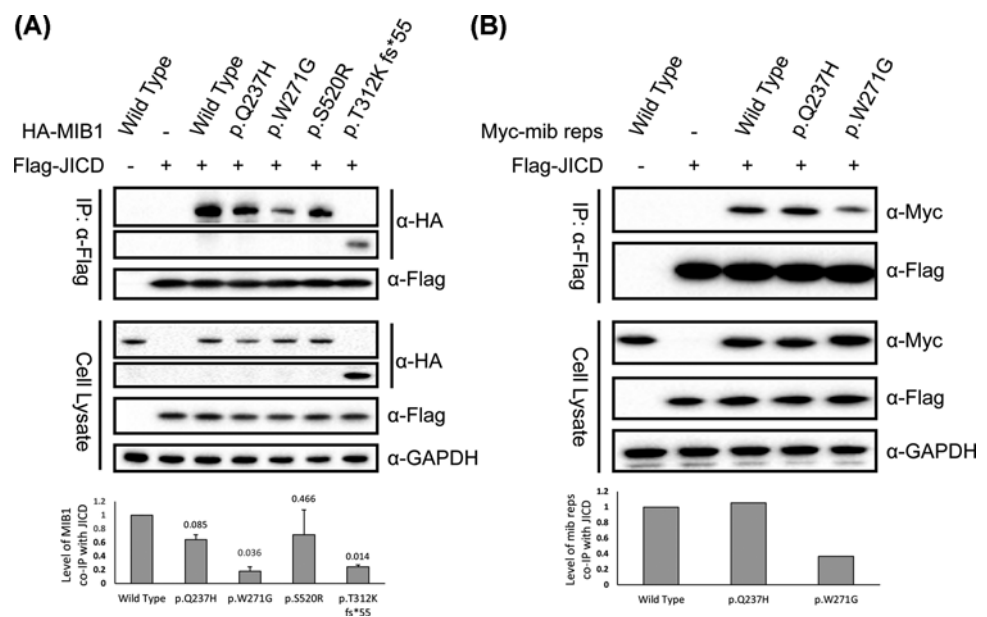 (A)
HA-MIB1 Wild Type - Wild Type p.Q237H p.W271G p.S520R p.T312K fs*55
Flag-JICD - + + + + + +
IP: α-Flag
α-HA
α-Flag
Cell Lysate
α-HA
α-Flag
α-GAPDH
Level of MIB1
co-IP with JICD
1.2
1
0.8
0.6
0.4
0.2
0
0.085
0.036
0.466
0.014
Wild Type p.Q237H p.W271G p.S520R p.T312K
fs*55
(B)
Myc-mib reps Wild Type - Wild Type p.Q237H p.W271G
Flag-JICD - + + + +
IP: α-Flag
α-Myc
α-Flag
Cell Lysate
α-Myc
α-Flag
α-GAPDH
Level of mib reps
co-IP with JICD
1.2
1
0.8
0.6
0.4
0.2
0
Wild Type p.Q237H p.W271G